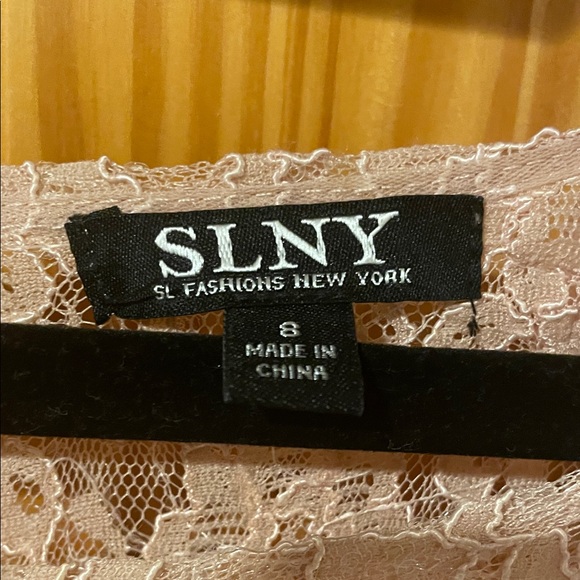 SLNY
SL FASHIONS NEW YORK
8
MADE IN
CHINA